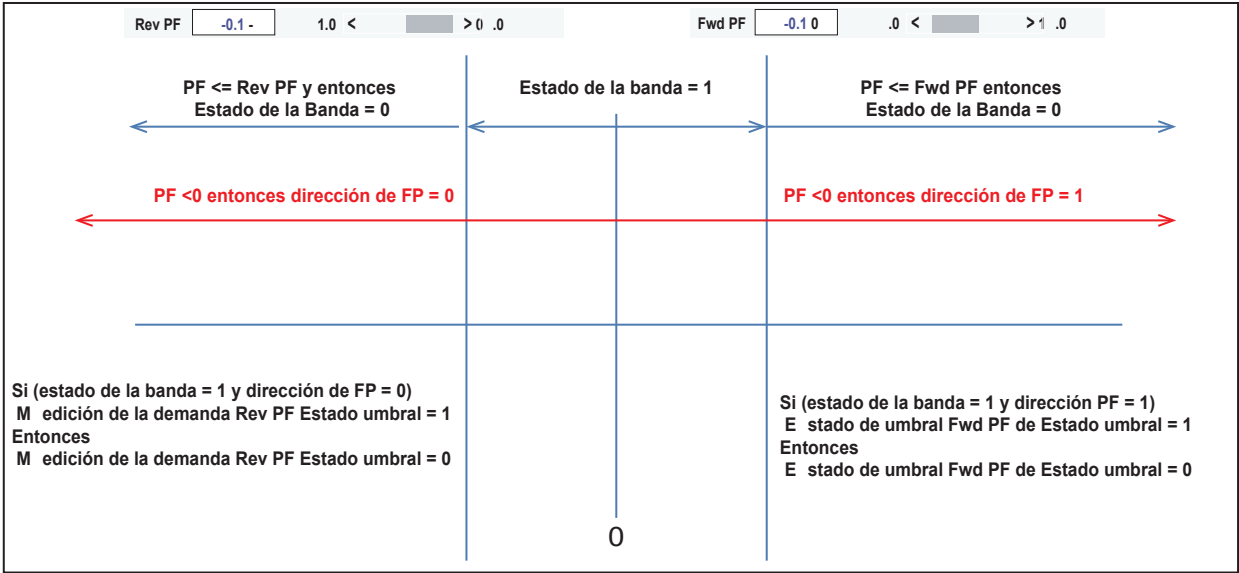 Rev PF -0.1 - 1.0 < > 0 .0
Fwd PF -0.1 0 .0 < > 1 .0
PF <= Rev PF y entonces
Estado de la Banda = 0
Estado de la banda = 1
PF <= Fwd PF entonces
Estado de la Banda = 0
PF <0 entonces dirección de FP = 0
PF <0 entonces dirección de FP = 1
Si (estado de la banda = 1 y dirección de FP = 0)
M edición de la demanda Rev PF Estado umbral = 1
Entonces
M edición de la demanda Rev PF Estado umbral = 0
Si (estado de la banda = 1 y dirección PF = 1)
E stado de umbral Fwd PF de Estado umbral = 1
Entonces
E stado de umbral Fwd PF de Estado umbral = 0
0